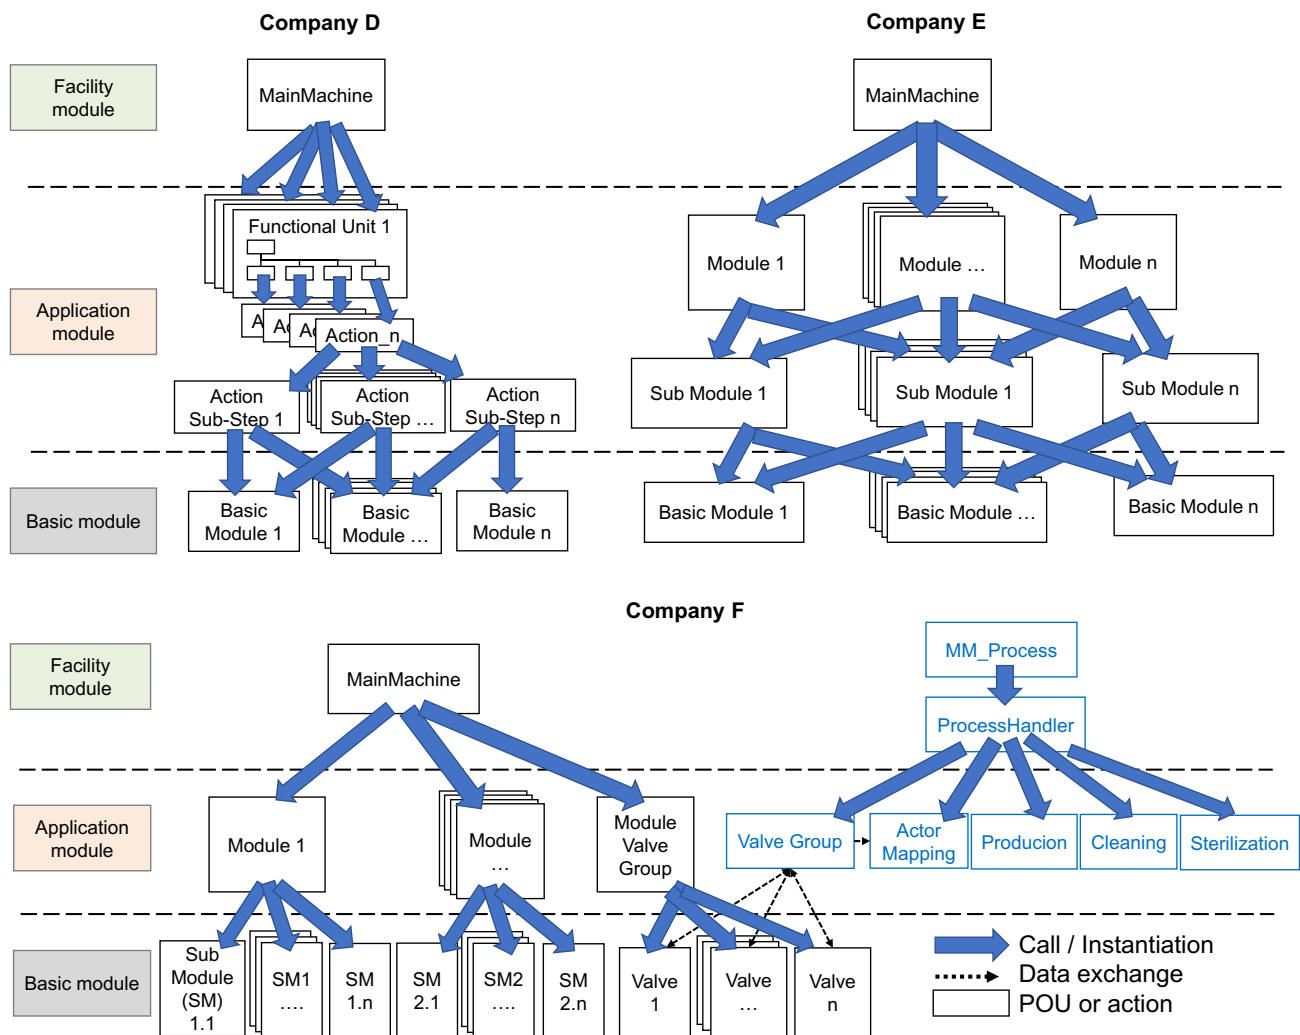 Company D
Company E
Facility
module
MainMachine
MainMachine
Functional Unit 1
Module 1
Module ...
Module n
Application
module
A
Ac
Ac
Action_n
Action
Sub-Step 1
Action
Sub-Step ...
Action
Sub-Step n
Sub Module 1
Sub Module 1
Sub Module n
Basic module
Basic
Module 1
Basic
Module ...
Basic
Module n
Basic Module 1
Basic Module ...
Basic Module n
Company F
Facility
module
MainMachine
MM_Process
ProcessHandler
Application
module
Module 1
Module
...
Module
Valve
Group
Valve Group
Actor
Mapping
Producion
Cleaning
Sterilization
Basic module
Sub
Module
(SM)
1.1
SM1
....
SM
1.n
SM
2.1
SM2
....
SM
2.n
Valve
1
Valve
...
Valve
n
Call / Instantiation
Data exchange
POU or action